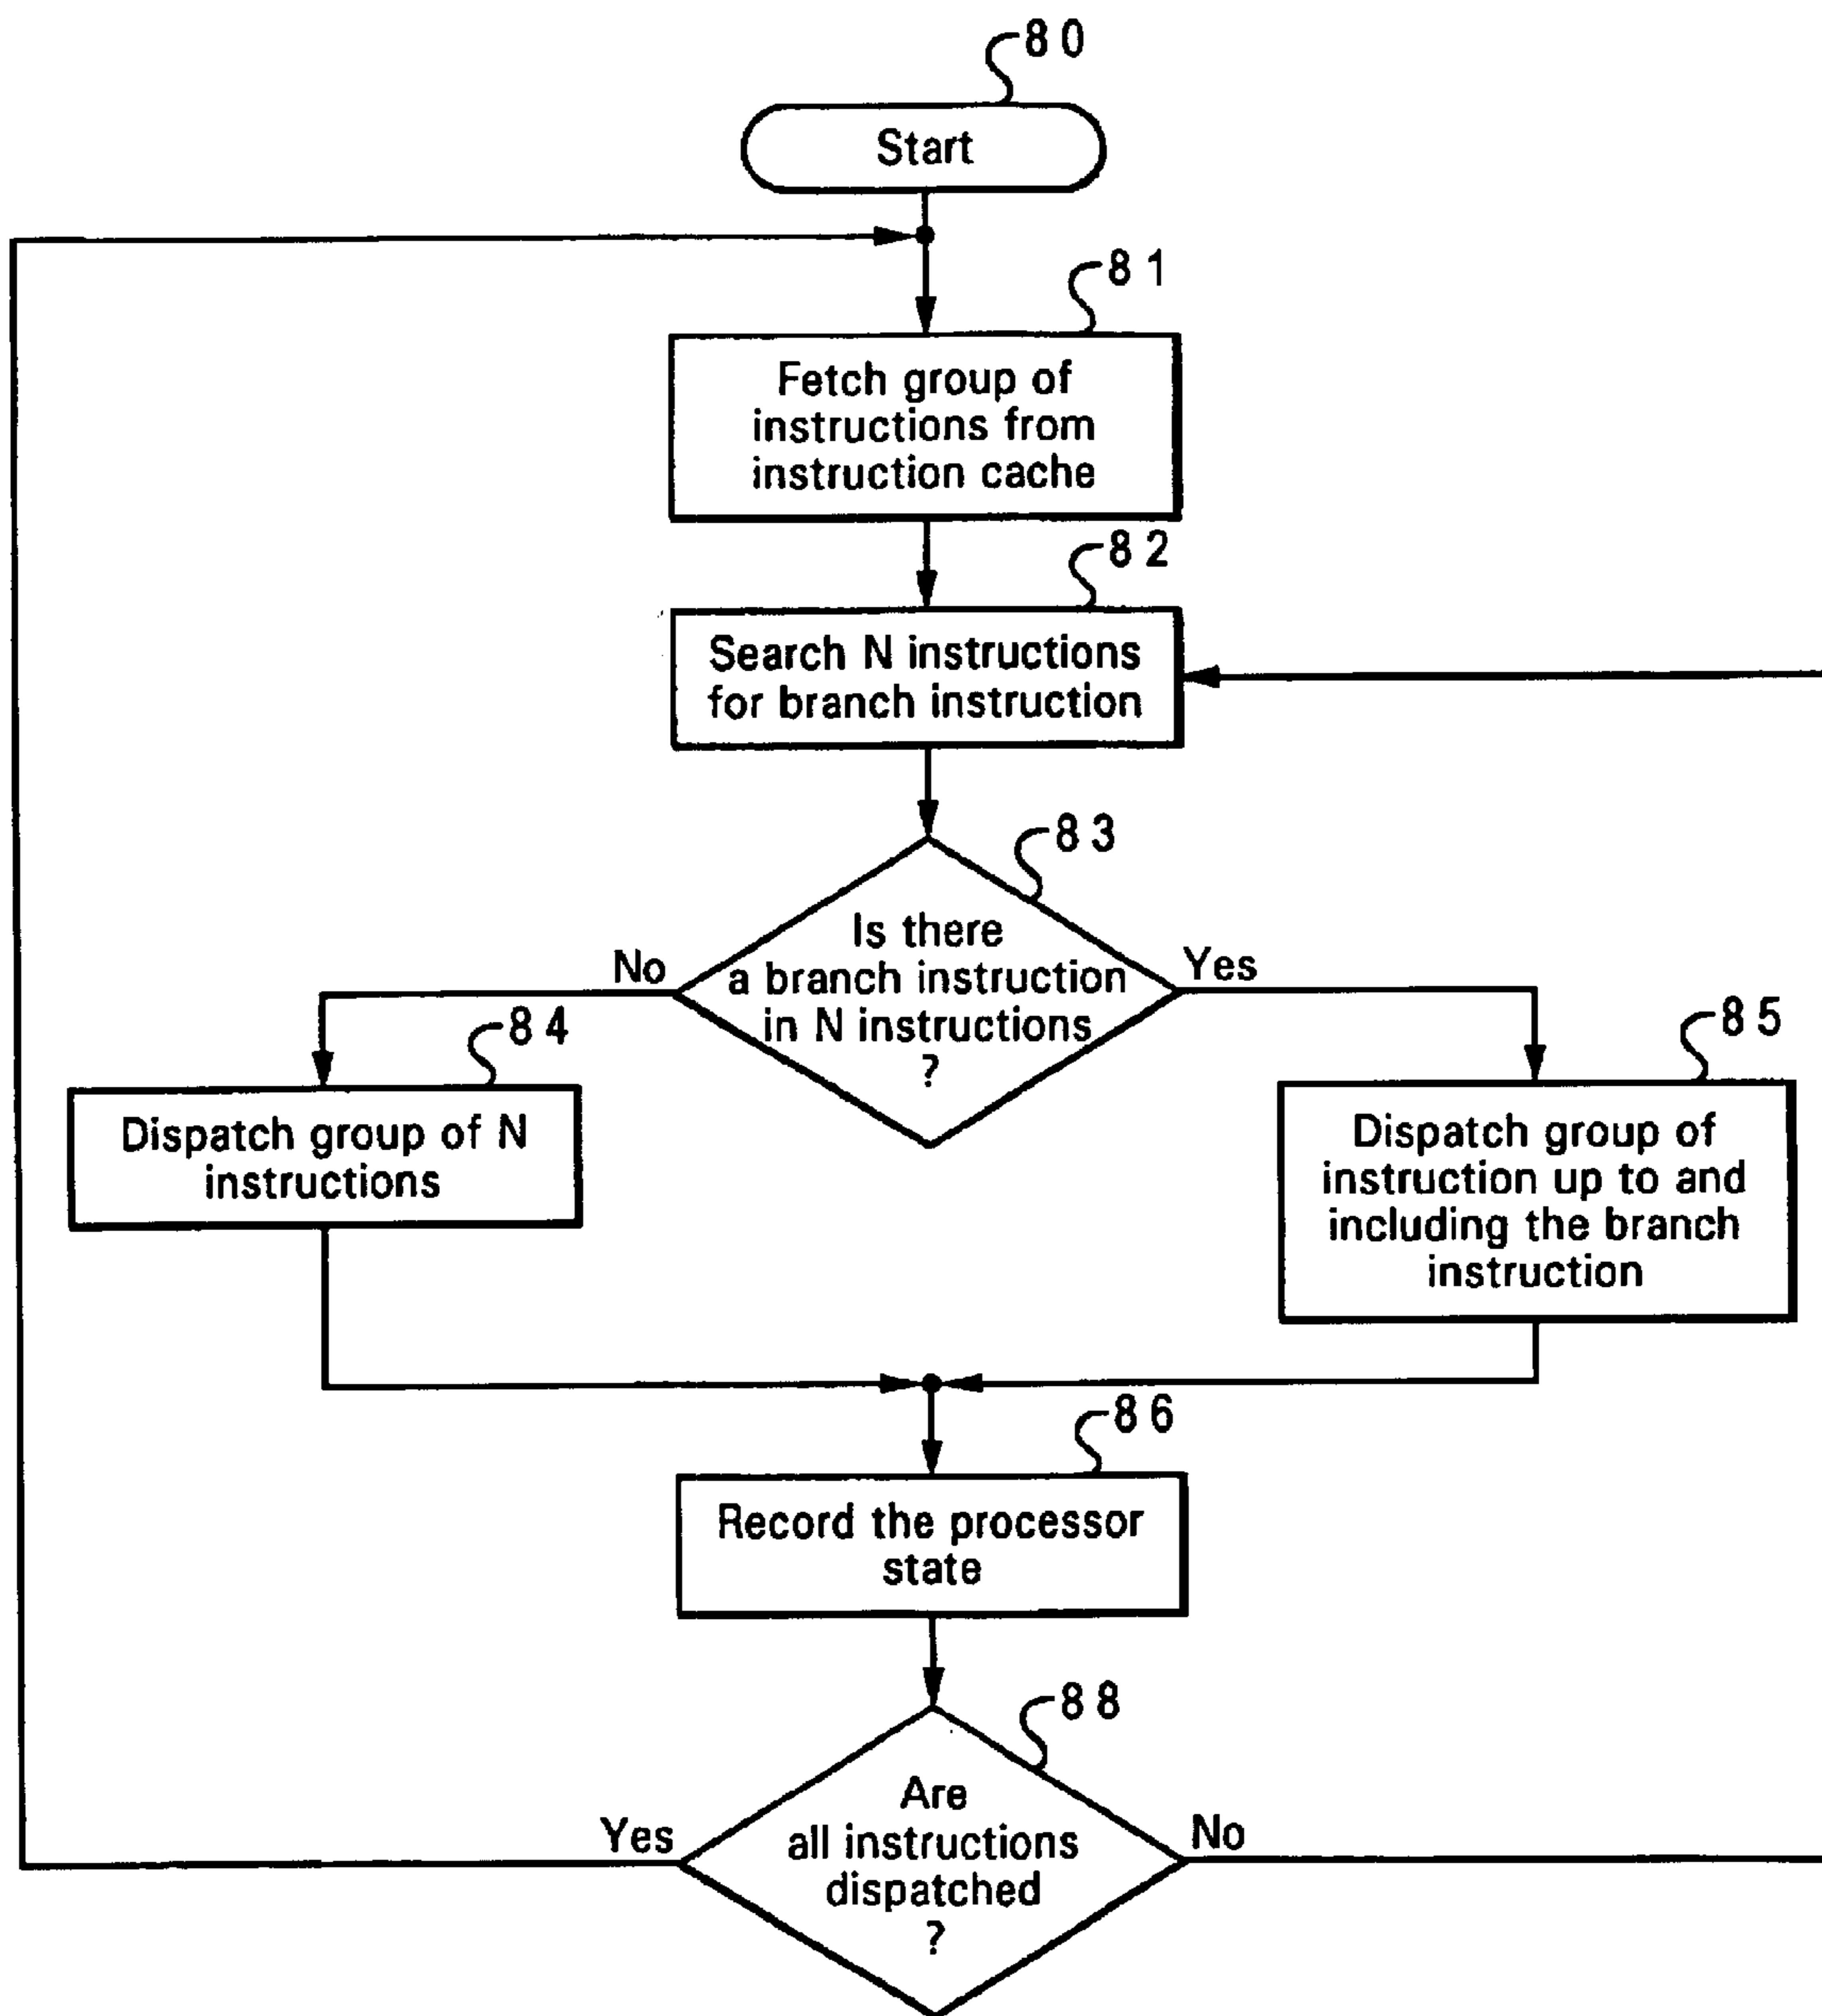 80
Start
81
Fetch group of
instructions from
instruction cache
82
Search N instructions
for branch instruction
83
Is there
a branch instruction
in N instructions
?
No
Yes
84
Dispatch group of N
instructions
85
Dispatch group of
instruction up to and
including the branch
instruction
86
Record the processor
state
88
Are
all instructions
dispatched
?
Yes
No